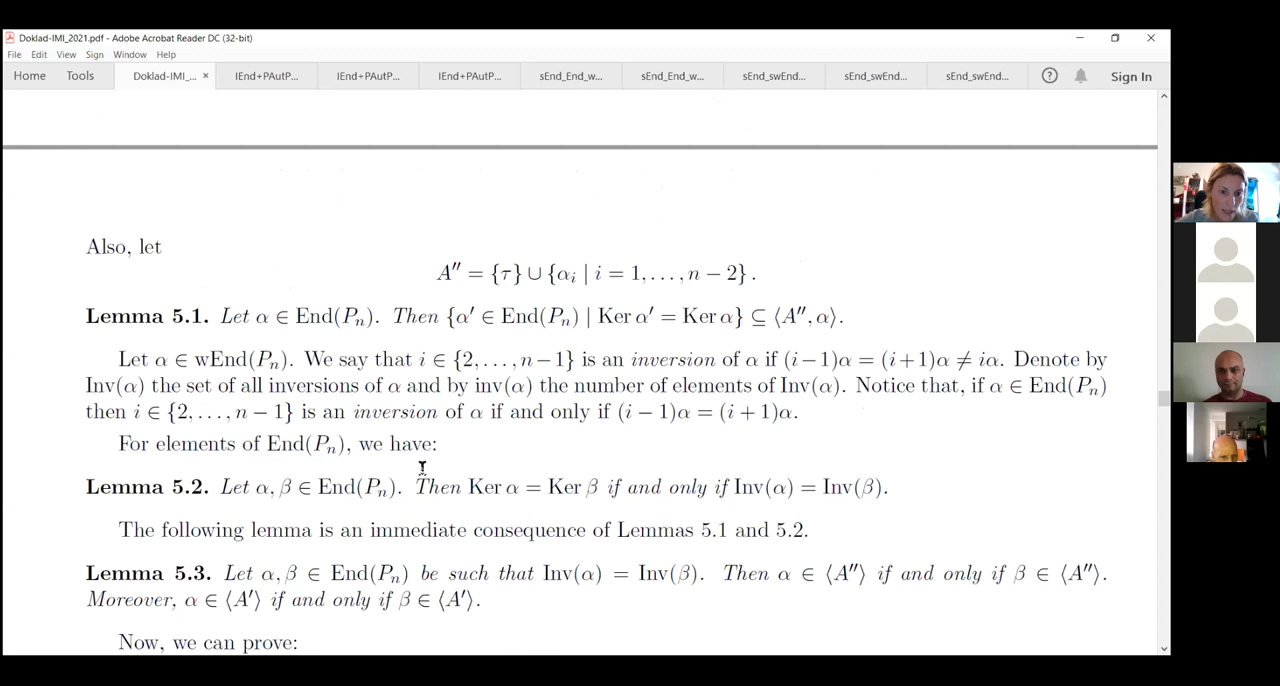 Doklad-IMI_2021.pdf - Adobe Acrobat Reader DC (32-bit)
File Edit View Sign Window Help
Home Tools Doklad-IMI_... × IEnd+PAutP... IEnd+PAutP... IEnd+PAutP... sEnd_End_w... sEnd_End_w... sEnd_swEnd... sEnd_swEnd... sEnd_swEnd... Sign In
Also, let
A″ = {τ} ∪ {αᵢ | i = 1, . . . , n − 2} .
Lemma 5.1. Let α ∈ End(Pₙ). Then {α′ ∈ End(Pₙ) | Ker α′ = Ker α} ⊆ ⟨A″, α⟩.
Let α ∈ wEnd(Pₙ). We say that i ∈ {2, . . . , n−1} is an inversion of α if (i−1)α = (i+1)α ≠ iα. Denote by
Inv(α) the set of all inversions of α and by inv(α) the number of elements of Inv(α). Notice that, if α ∈ End(Pₙ)
then i ∈ {2, . . . , n − 1} is an inversion of α if and only if (i − 1)α = (i + 1)α.
For elements of End(Pₙ), we have:
Lemma 5.2. Let α, β ∈ End(Pₙ). Then Ker α = Ker β if and only if Inv(α) = Inv(β).
The following lemma is an immediate consequence of Lemmas 5.1 and 5.2.
Lemma 5.3. Let α, β ∈ End(Pₙ) be such that Inv(α) = Inv(β). Then α ∈ ⟨A″⟩ if and only if β ∈ ⟨A″⟩.
Moreover, α ∈ ⟨A′⟩ if and only if β ∈ ⟨A′⟩.
Now, we can prove: